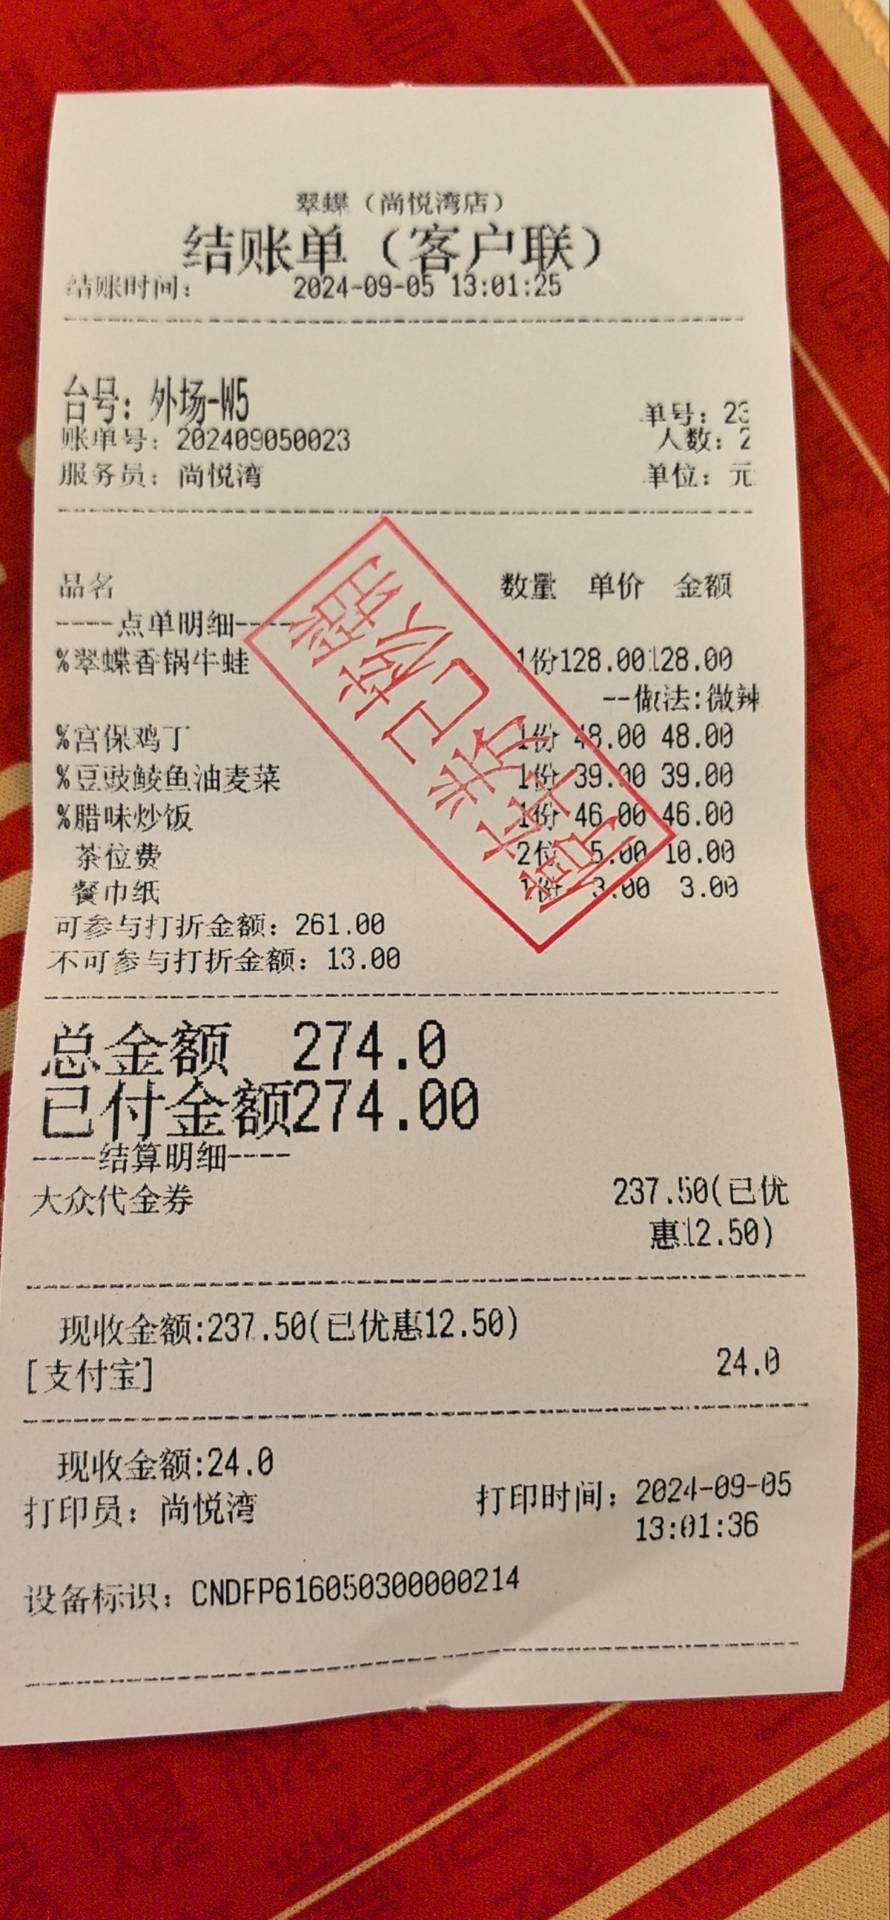 翠蝶（尚悦湾店）
结账单（客户联）
结账时间： 2024-09-05 13:01:25
台号：外场-W5
单号：23
账单号：202409050023 人数：2
服务员：尚悦湾 单位：元
品名 数量 单价 金额
----点单明细----
%翠蝶香锅牛蛙 1份128.00128.00
--做法:微辣
%宫保鸡丁 1份 48.00 48.00
%豆豉鲮鱼油麦菜 1份 39.00 39.00
%腊味炒饭 1份 46.00 46.00
茶位费 2位 5.00 10.00
餐巾纸 1份 3.00 3.00
可参与打折金额：261.00
不可参与打折金额：13.00
总金额 274.0
已付金额274.00
----结算明细----
大众代金券 237.50(已优
惠12.50)
现收金额:237.50(已优惠12.50)
[支付宝] 24.0
现收金额:24.0
打印员：尚悦湾 打印时间：2024-09-05
13:01:36
设备标识：CNDFP616050300000214